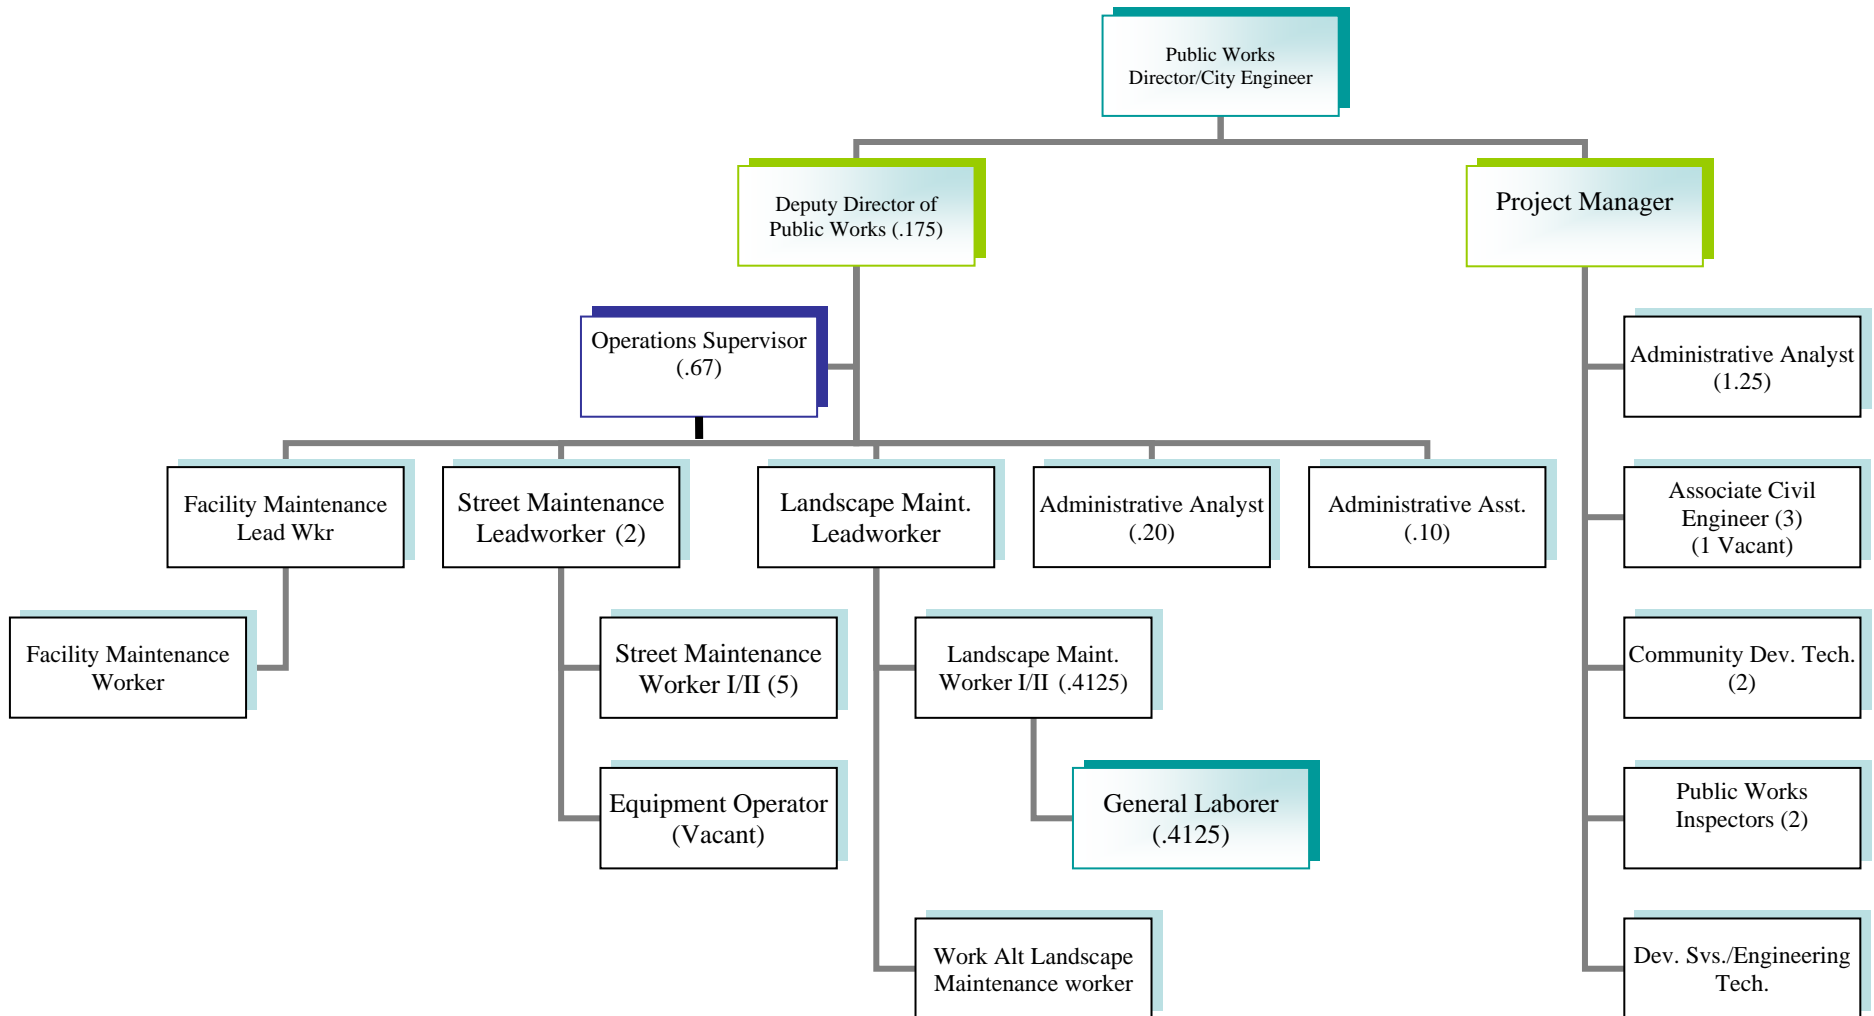 Public Works
Director/City Engineer
Deputy Director of
Public Works (.175)
Project Manager
Operations Supervisor
(.67)
Administrative Analyst
(1.25)
Facility Maintenance
Lead Wkr
Street Maintenance
Leadworker (2)
Landscape Maint.
Leadworker
Administrative Analyst
(.20)
Administrative Asst.
(.10)
Associate Civil
Engineer (3)
(1 Vacant)
Facility Maintenance
Worker
Street Maintenance
Worker I/II (5)
Landscape Maint.
Worker I/II (.4125)
Community Dev. Tech.
(2)
Equipment Operator
(Vacant)
General Laborer
(.4125)
Public Works
Inspectors (2)
Work Alt Landscape
Maintenance worker
Dev. Svs./Engineering
Tech.